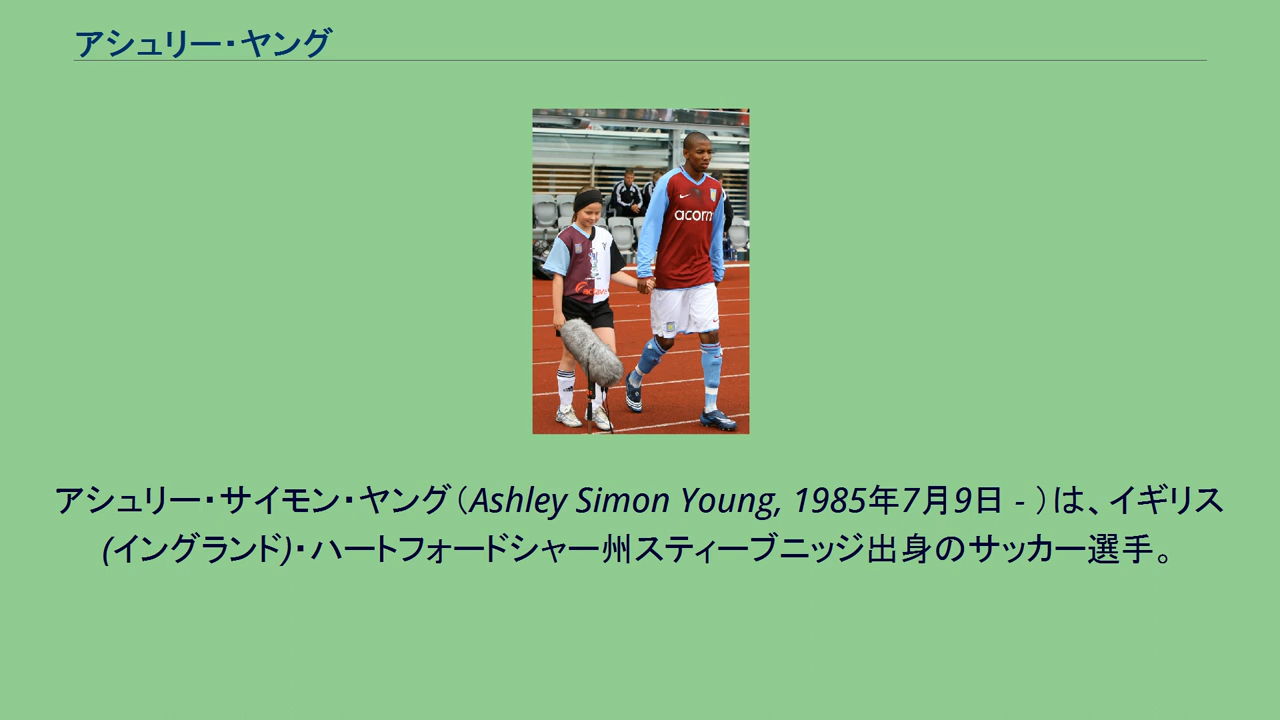 アシュリー・ヤング
acorn
アシュリー・サイモン・ヤング（Ashley Simon Young, 1985年7月9日 - ）は、イギリス
(イングランド)・ハートフォードシャー州スティーブニッジ出身のサッカー選手。